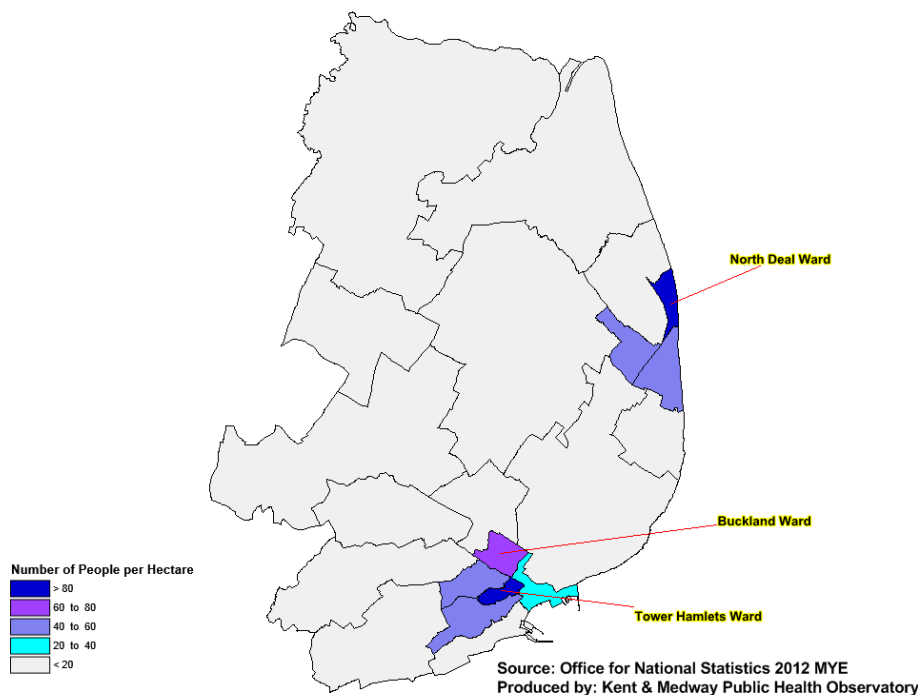 North Deal Ward
Buckland Ward
Tower Hamlets Ward
Number of People per Hectare
> 80
60 to 80
40 to 60
20 to 40
< 20
Source: Office for National Statistics 2012 MYE
Produced by: Kent & Medway Public Health Observatory